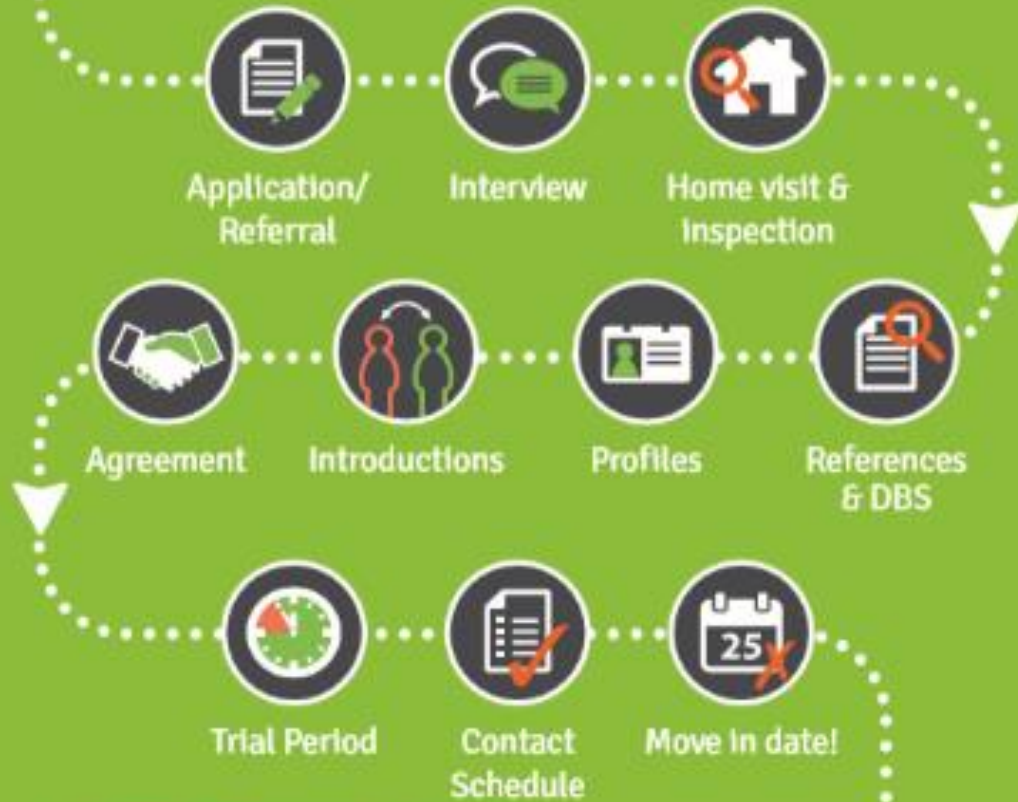 Application/
Referral
Interview
Home visit &
Inspection
Agreement
Introductions
Profiles
References
& DBS
25
Trial Period
Contact
Schedule
Move in date!